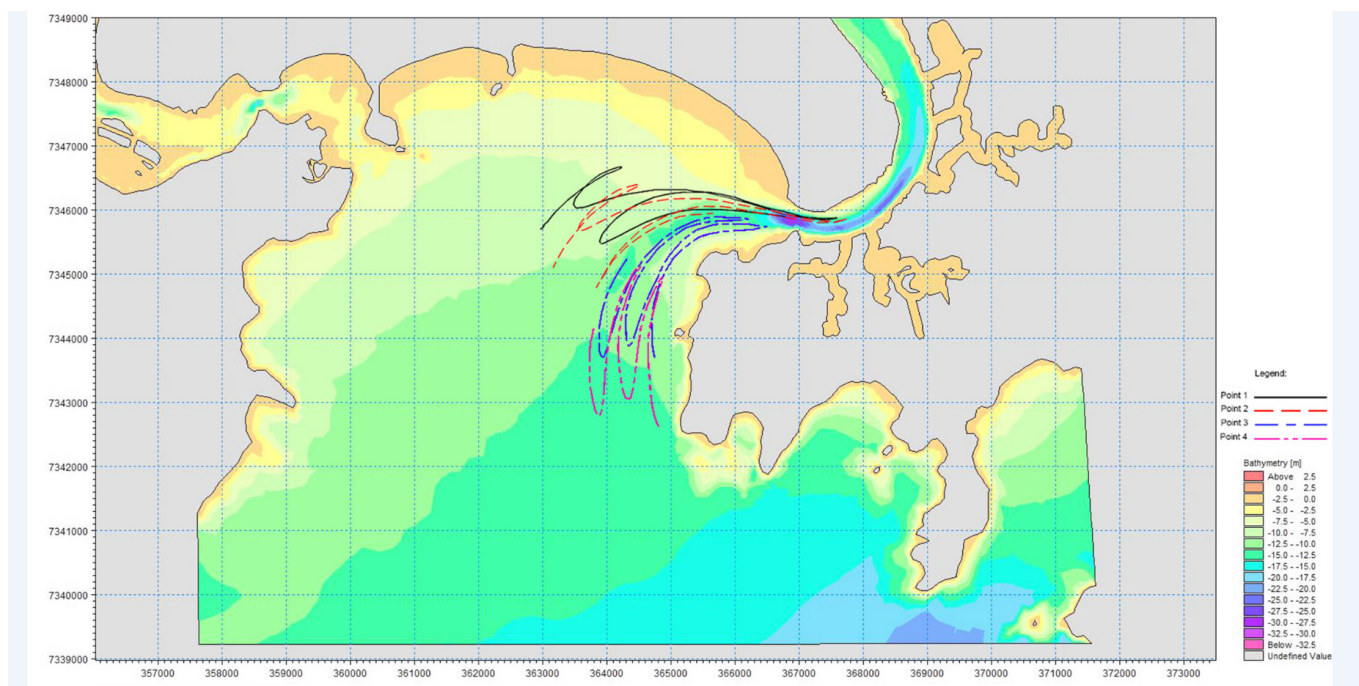 7349000
7348000
7347000
7346000
7345000
7344000
7343000
7342000
7341000
7340000
7339000
357000 358000 359000 360000 361000 362000 363000 364000 365000 366000 367000 368000 369000 370000 371000 372000 373000
Legend:
Point 1
Point 2
Point 3
Point 4
Bathymetry [m]
Above 2.5
0.0 - 2.5
-2.5 - 0.0
-5.0 - -2.5
-7.5 - -5.0
-10.0 - -7.5
-12.5 - -10.0
-15.0 - -12.5
-17.5 - -15.0
-20.0 - -17.5
-22.5 - -20.0
-25.0 - -22.5
-27.5 - -25.0
-30.0 - -27.5
-32.5 - -30.0
Below -32.5
Undefined Value